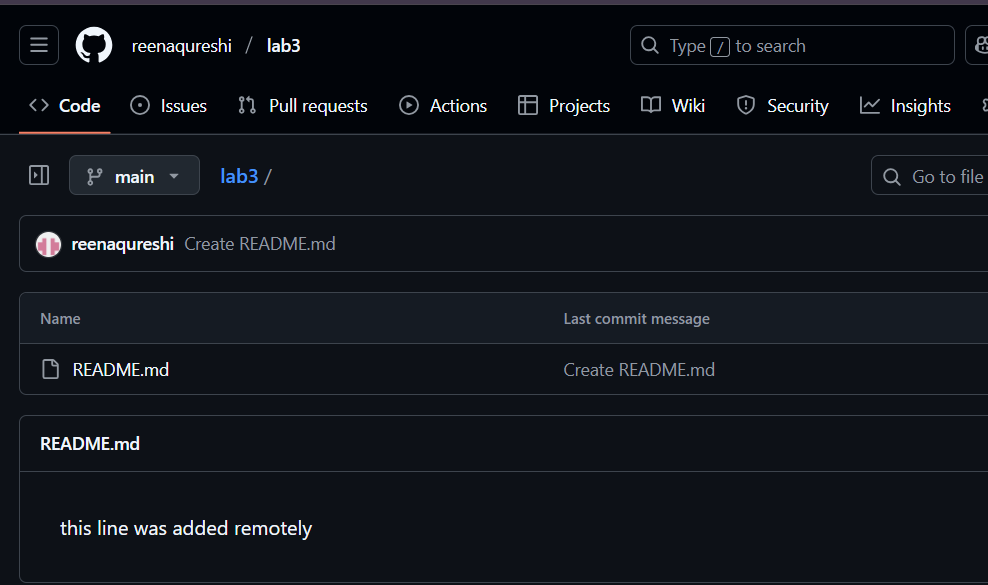 reenaqureshi / lab3 Type / to search
Code Issues Pull requests Actions Projects Wiki Security Insights
main lab3 / Go to file
reenaqureshi Create README.md
Name Last commit message
README.md Create README.md
README.md
this line was added remotely